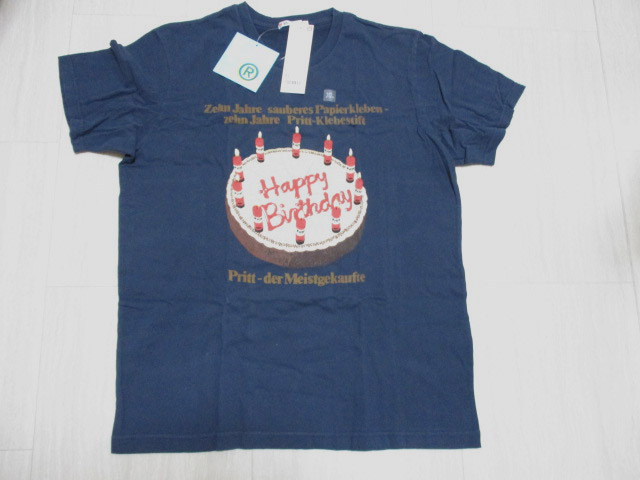 R
Zehn Jahre sauberes Papierkleben -
zehn Jahre Pritt-Klebestift
Happy
Birthday
Pritt - der Meistgekaufte